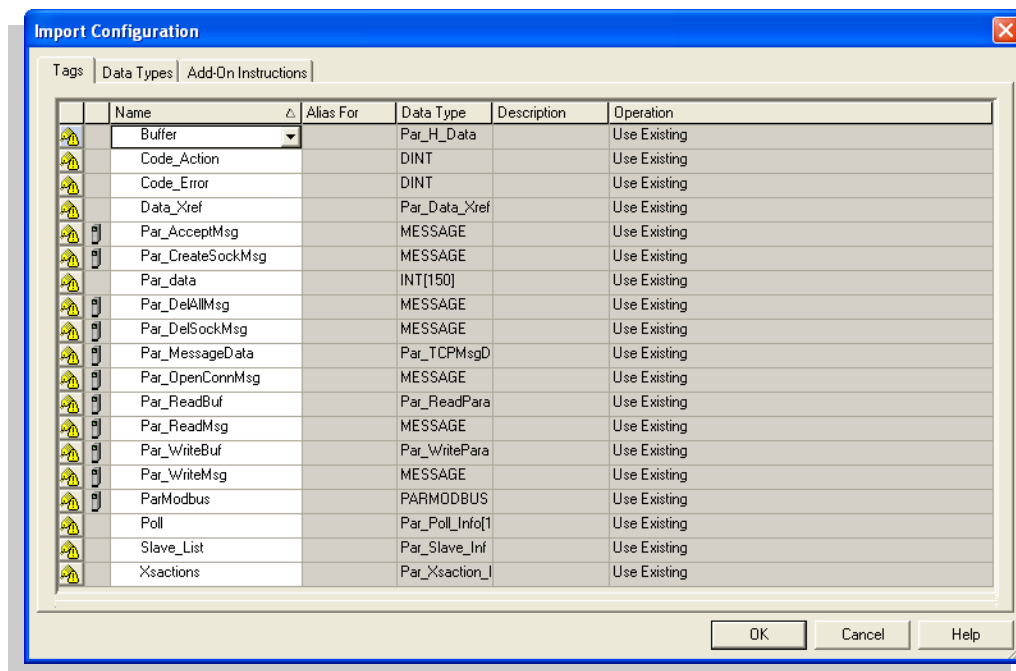 Import Configuration
Tags Data Types Add-On Instructions
Name Alias For Data Type Description Operation
Buffer Par_H_Data Use Existing
Code_Action DINT Use Existing
Code_Error DINT Use Existing
Data_Xref Par_Data_Xref Use Existing
Par_AcceptMsg MESSAGE Use Existing
Par_CreateSockMsg MESSAGE Use Existing
Par_data INT[150] Use Existing
Par_DelAllMsg MESSAGE Use Existing
Par_DelSockMsg MESSAGE Use Existing
Par_MessageData Par_TCPMsgD Use Existing
Par_OpenConnMsg MESSAGE Use Existing
Par_ReadBuf Par_ReadPara Use Existing
Par_ReadMsg MESSAGE Use Existing
Par_WriteBuf Par_WritePara Use Existing
Par_WriteMsg MESSAGE Use Existing
ParModbus PARMODBUS Use Existing
Poll Par_Poll_Info[1 Use Existing
Slave_List Par_Slave_Inf Use Existing
Xsactions Par_Xsaction_I Use Existing
OK Cancel Help